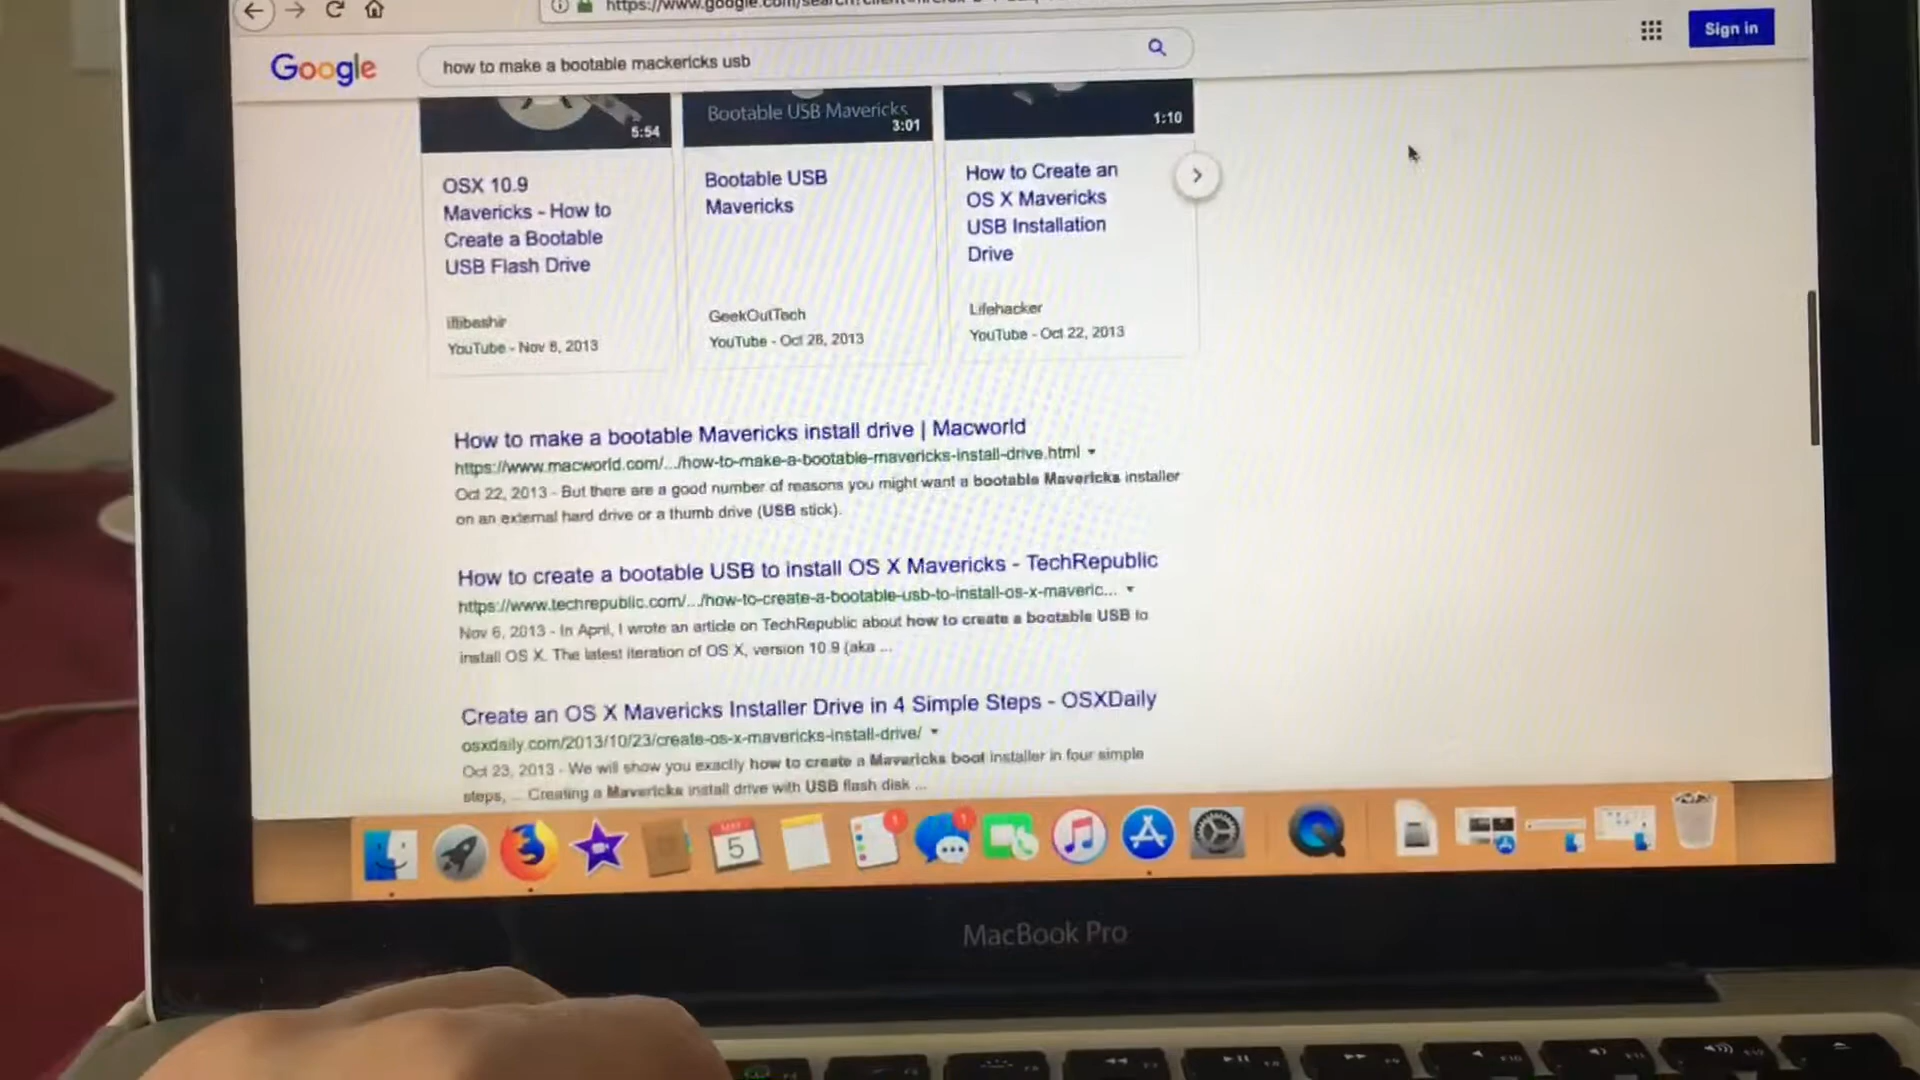 Google
how to make a bootable mackericks usb
Sign in
5:54
Bootable USB Mavericks
3:01
1:10
OSX 10.9
Mavericks - How to
Create a Bootable
USB Flash Drive
YouTube - Nov 8, 2013
Bootable USB
Mavericks
GeekOutTech
YouTube - Oct 28, 2013
How to Create an
OS X Mavericks
USB Installation
Drive
Lifehacker
YouTube - Oct 22, 2013
How to make a bootable Mavericks install drive | Macworld
https://www.macworld.com/.../how-to-make-a-bootable-mavericks-install-drive.html
Oct 22, 2013 - But there are a good number of reasons you might want a bootable Mavericks installer
on an external hard drive or a thumb drive (USB stick).
How to create a bootable USB to install OS X Mavericks - TechRepublic
https://www.techrepublic.com/.../how-to-create-a-bootable-usb-to-install-os-x-maveric...
Nov 6, 2013 - In April, I wrote an article on TechRepublic about how to create a bootable USB to
install OS X. The latest iteration of OS X, version 10.9 (aka ...
Create an OS X Mavericks Installer Drive in 4 Simple Steps - OSXDaily
osxdaily.com/2013/10/23/create-os-x-mavericks-install-drive/
Oct 23, 2013 - We will show you exactly how to create a Mavericks boot installer in four simple
steps, ... Creating a Mavericks install drive with USB flash disk ...
5
1
1
MacBook Pro